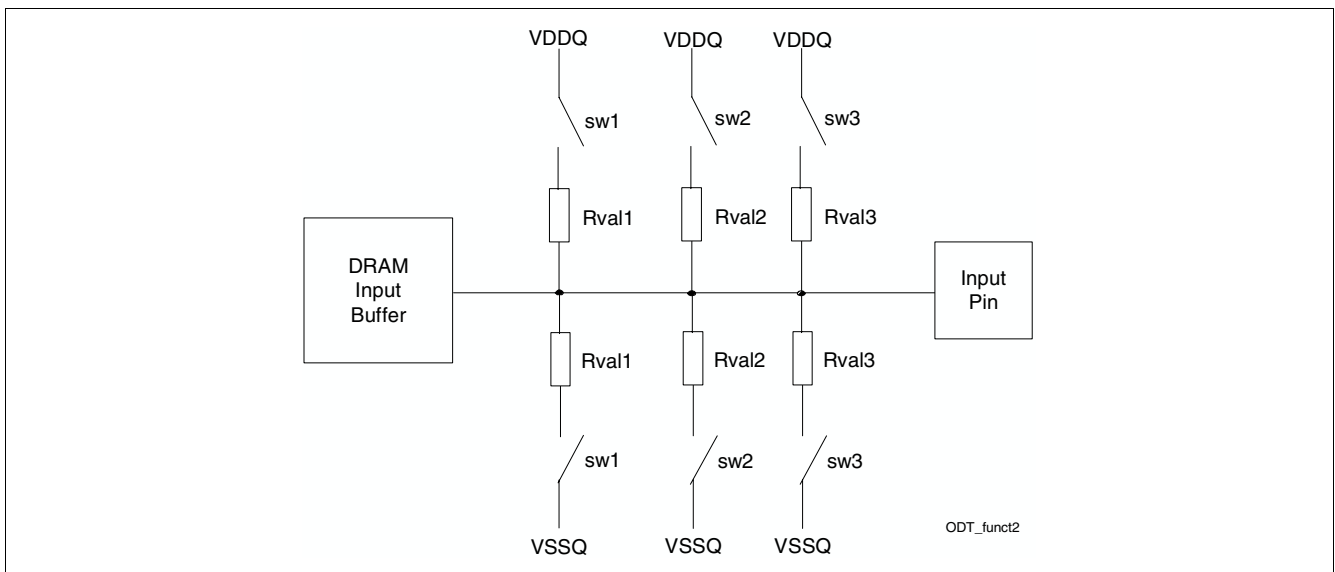 VDDQ VDDQ VDDQ
sw1 sw2 sw3
Rval1 Rval2 Rval3
DRAM
Input
Buffer
Input
Pin
Rval1 Rval2 Rval3
sw1 sw2 sw3
ODT_funct2
VSSQ VSSQ VSSQ